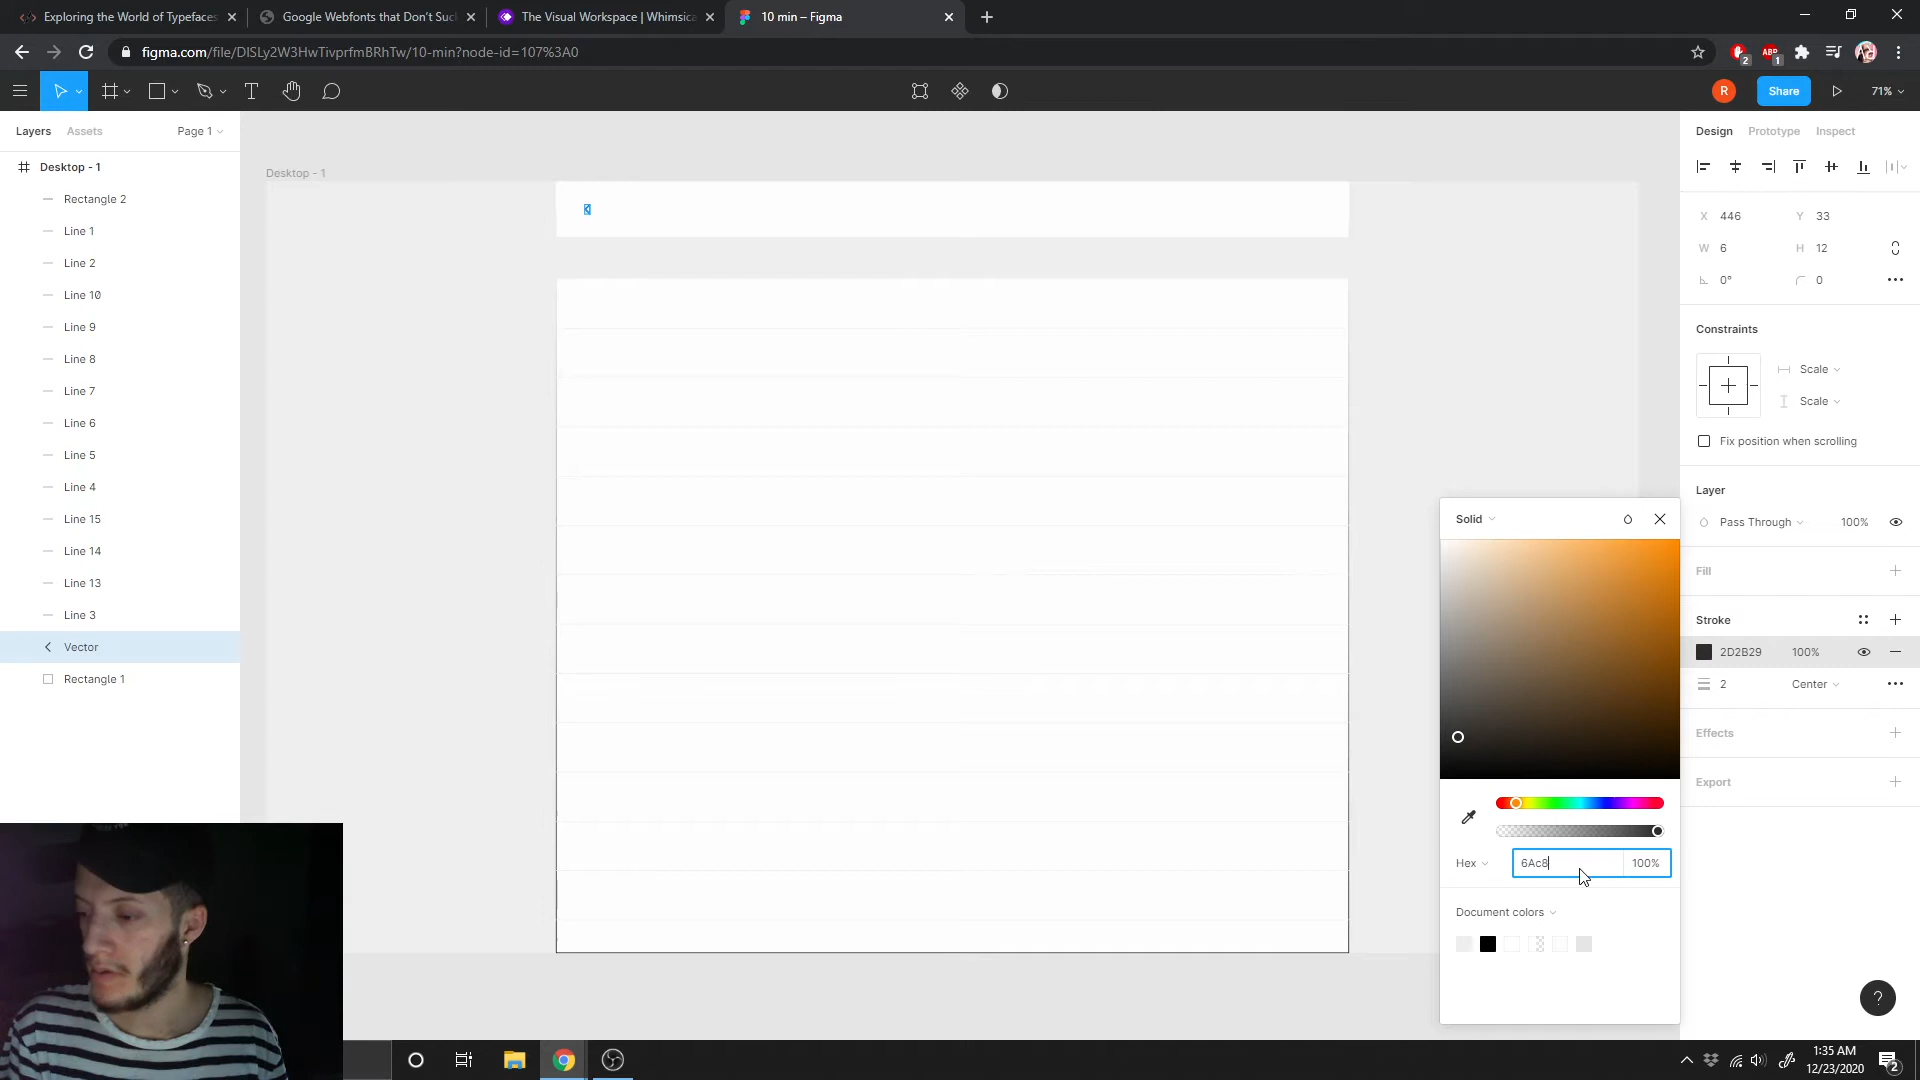 Exploring the World of Typefaces
Google Webfonts that Don't Suck
The Visual Workspace | Whimsica
10 min – Figma
figma.com/file/DISLy2W3HwTivprfmBRhTw/10-min?node-id=107%3A0
2
ABP
1
R
Share
71%
Layers
Assets
Page 1
Desktop - 1
Rectangle 2
Line 1
Line 2
Line 10
Line 9
Line 8
Line 7
Line 6
Line 5
Line 4
Line 15
Line 14
Line 13
Line 3
Vector
Rectangle 1
Desktop - 1
Design
Prototype
Inspect
X 446
Y 33
W 6
H 12
0°
0
Constraints
Scale
Scale
Fix position when scrolling
Layer
Pass Through
100%
Fill
Stroke
2D2B29
100%
2
Center
Effects
Export
Solid
Hex
6Ac8
100%
Document colors
?
1:35 AM
12/23/2020
2